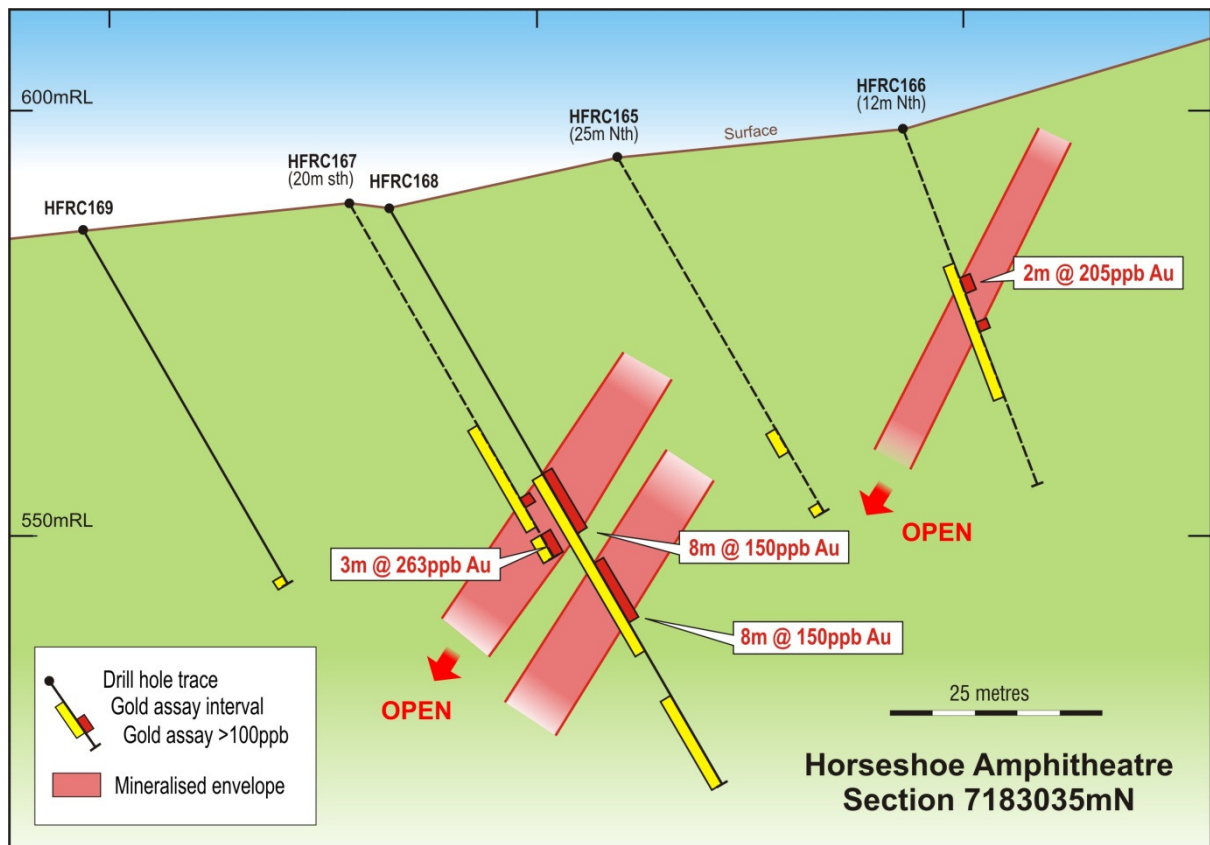 600mRL
HFRC166
(12m Nth)
HFRC165
(25m Nth)
Surface
HFRC167
(20m sth)
HFRC168
HFRC169
2m @ 205ppb Au
550mRL
OPEN
8m @ 150ppb Au
3m @ 263ppb Au
8m @ 150ppb Au
OPEN
Drill hole trace
Gold assay interval
Gold assay >100ppb
Mineralised envelope
25 metres
Horseshoe Amphitheatre
Section 7183035mN